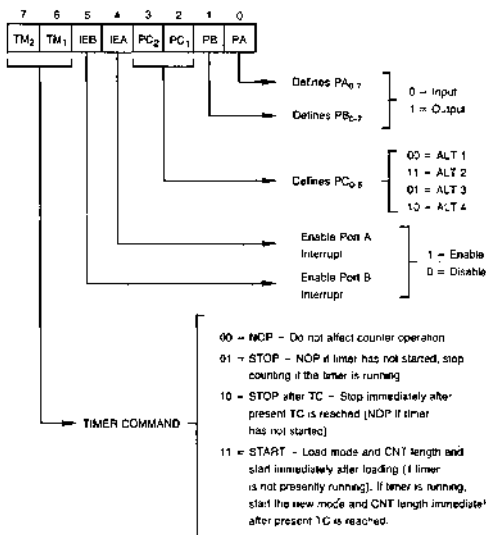 7 6 5 4 3 2 1 0
TM2 TM1 IEB IEA PC2 PC1 PB PA
Defines PA0-7
0 = Input
1 = Output
Defines PB0-7
Defines PC0-5
00 = ALT 1
11 = ALT 2
01 = ALT 3
10 = ALT 4
Enable Port A
Interrupt
1 = Enable
0 = Disable
Enable Port B
Interrupt
TIMER COMMAND
00 = NOP - Do not affect counter operation
01 = STOP - NOP if timer has not started, stop
counting if the timer is running
10 = STOP after TC - Stop immediately after
present TC is reached (NOP if timer
has not started)
11 = START - Load mode and CNT length and
start immediately after loading (if timer
is not presently running). If timer is running,
start the new mode and CNT length immediat
after present TC is reached.